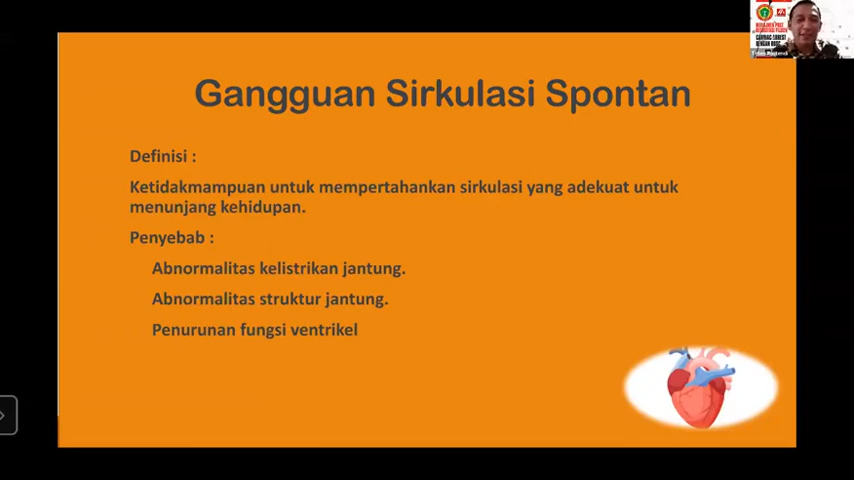 Gangguan Sirkulasi Spontan
Definisi :
Ketidakmampuan untuk mempertahankan sirkulasi yang adekuat untuk
menunjang kehidupan.
Penyebab :
Abnormalitas kelistrikan jantung.
Abnormalitas struktur jantung.
Penurunan fungsi ventrikel